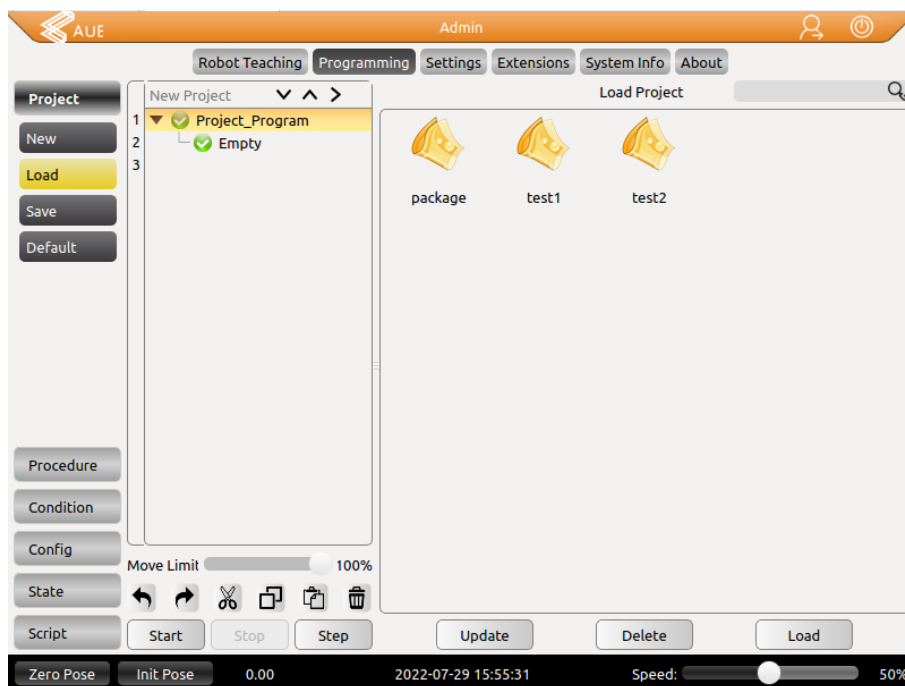 AUE
Admin
Robot Teaching Programming Settings Extensions System Info About
Project
New
Load
Save
Default
Procedure
Condition
Config
State
Script
New Project
1 Project_Program
2 Empty
3
Move Limit 100%
Start Stop Step
Load Project
package test1 test2
Update Delete Load
Zero Pose Init Pose 0.00 2022-07-29 15:55:31 Speed: 50%